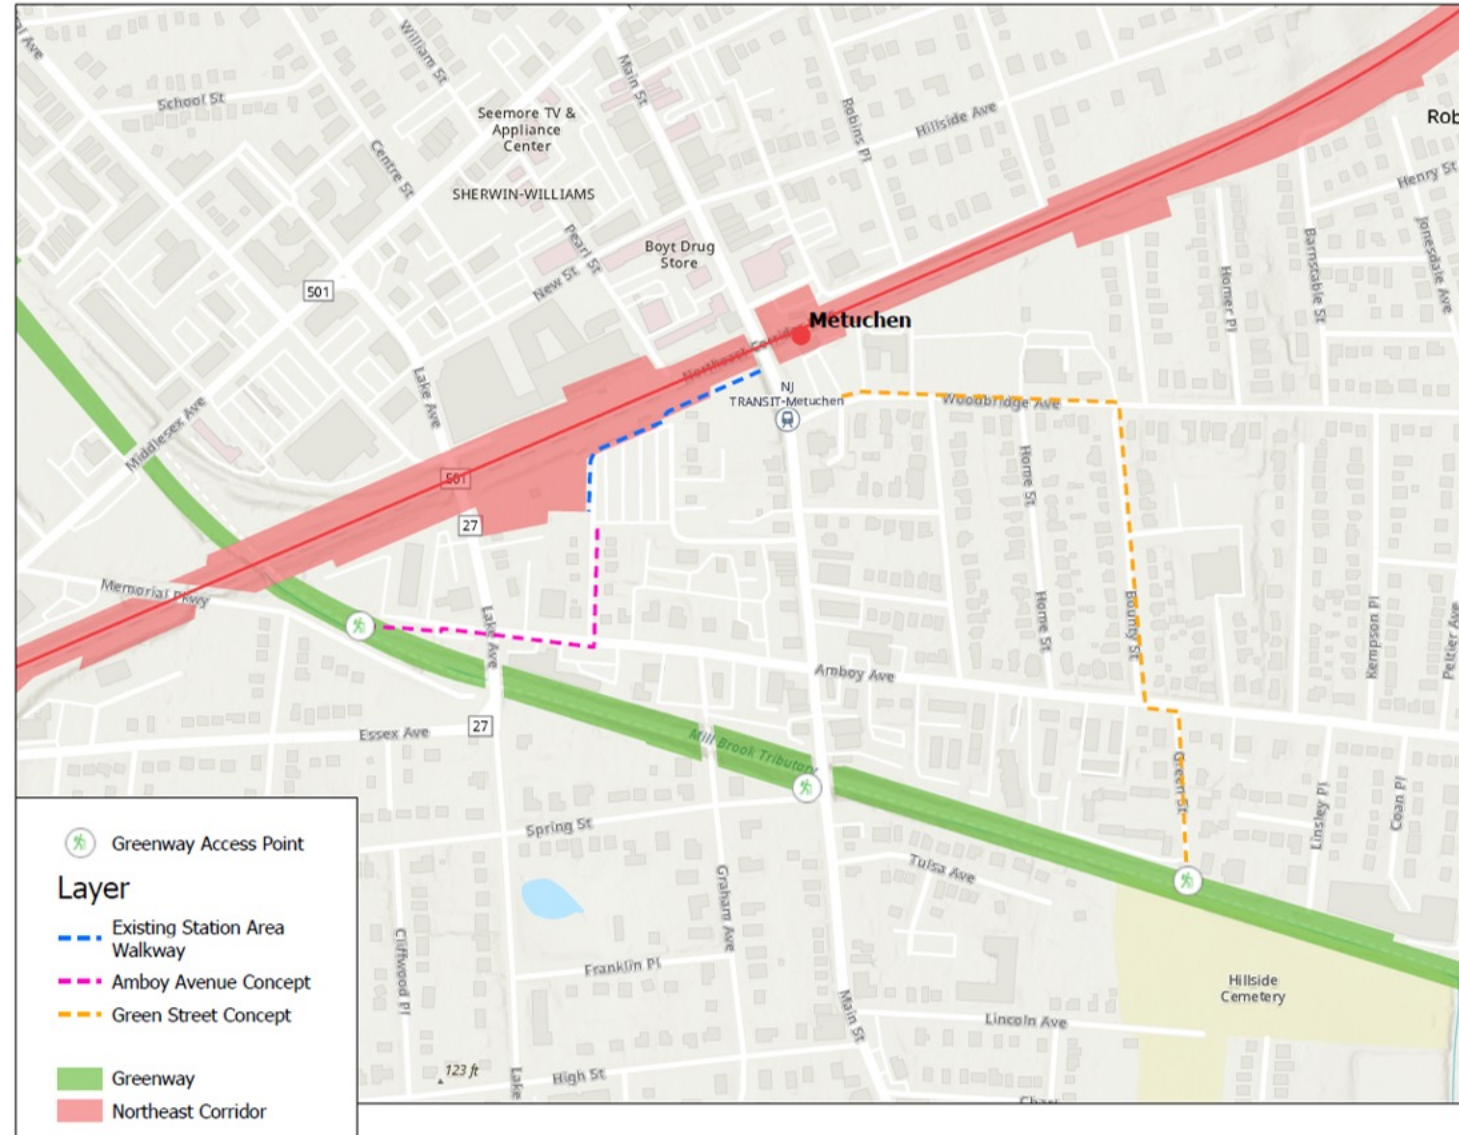 School St
William St
Main St
Seemore TV &
Appliance
Center
Centre St
SHERWIN-WILLIAMS
Robins Pl
Hillside Ave
Rob
Henry St
Jonesdale Ave
Barnstable St
Homer Pl
Pearl St
New St
Boyt Drug
Store
501
Metuchen
Northeast Corridor
Lake Ave
Middlesex Ave
NJ
TRANSIT-Metuchen
Woodbridge Ave
Home St
501
27
Memorial Pkwy
Lake Ave
Home St
Bounty St
Kempson Pl
Peltier Ave
Amboy Ave
27
Essex Ave
Mill Brook Tributary
Green St
Linsley Pl
Coan Pl
Spring St
Tulsa Ave
Graham Ave
Cliffwood Pl
Franklin Pl
Hillside
Cemetery
Main St
Lincoln Ave
123 ft
Lake
High St
Greenway Access Point
Layer
Existing Station Area
Walkway
Amboy Avenue Concept
Green Street Concept
Greenway
Northeast Corridor